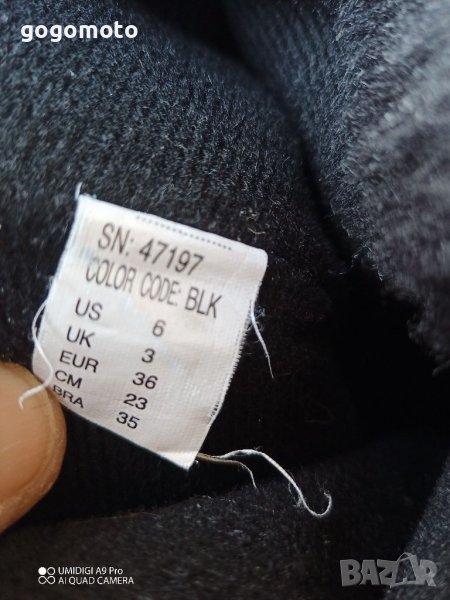 gogomoto
SN: 47197
COLOR CODE: BLK
US 6
UK 3
EUR 36
CM 23
BRA 35
UMIDIGI A9 Pro
AI QUAD CAMERA
BAZAR